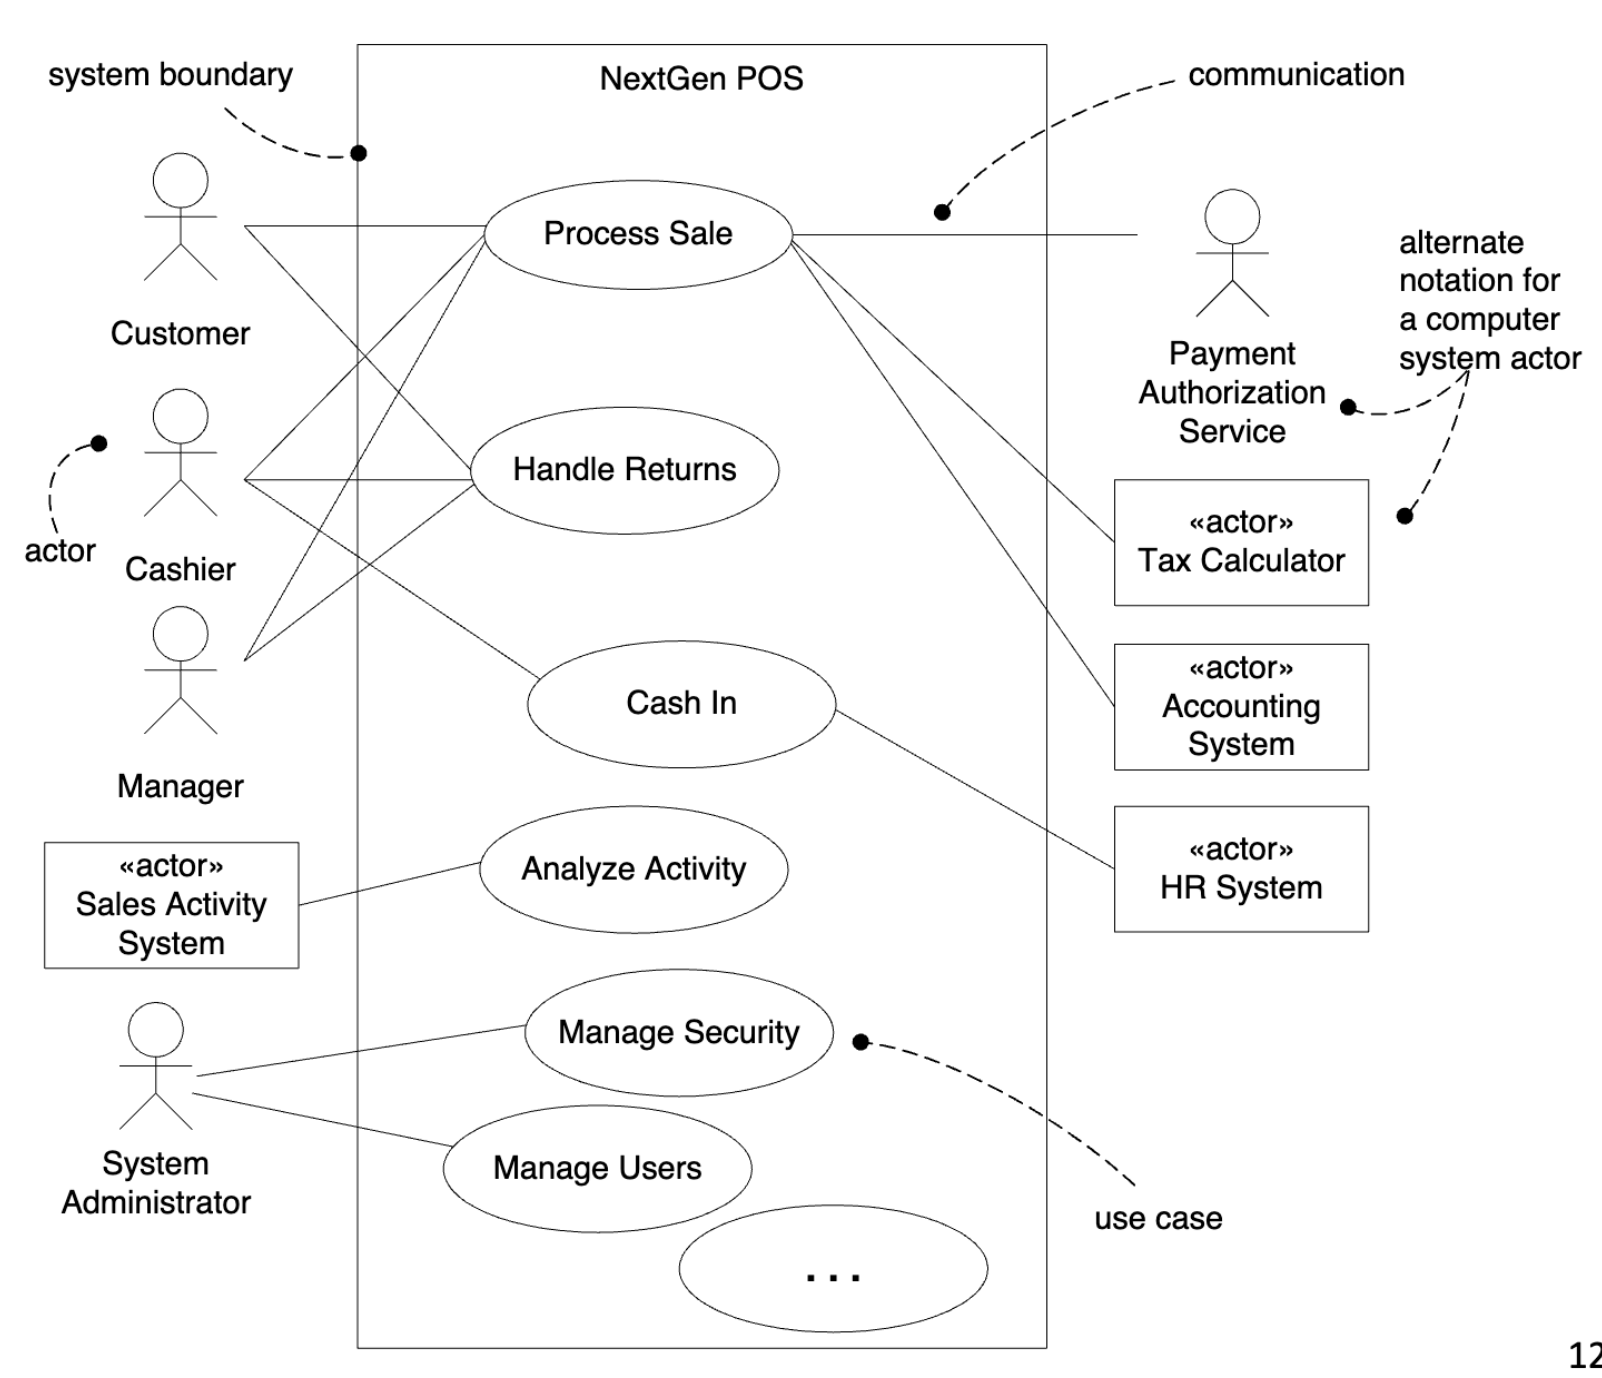 system boundary
NextGen POS
communication
Process Sale
Customer
alternate
notation for
a computer
system actor
Payment
Authorization
Service
Handle Returns
actor
Cashier
«actor»
Tax Calculator
Cash In
«actor»
Accounting
System
Manager
«actor»
Sales Activity
System
Analyze Activity
«actor»
HR System
Manage Security
System
Administrator
Manage Users
use case
...
12